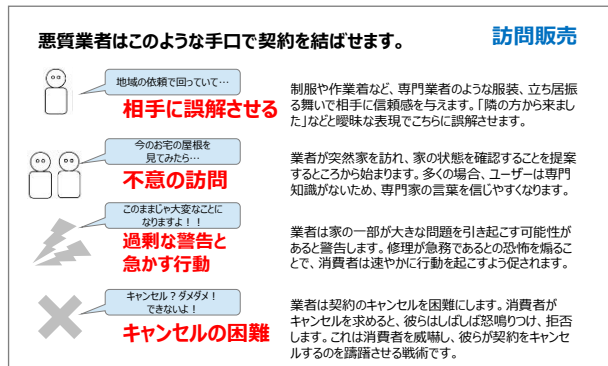 悪質業者はこのような手口で契約を結ばせます。
訪問販売
地域の依頼で回っていて…
相手に誤解させる
制服や作業着など、専門業者のような服装、立ち居振
る舞いで相手に信頼感を与えます。「隣の方から来まし
た」などと曖昧な表現でこちらに誤解させます。
今のお宅の屋根を
見てみたら…
不意の訪問
業者が突然家を訪れ、家の状態を確認することを提案
するところから始まります。多くの場合、ユーザーは専門
知識がないため、専門家の言葉を信じやすくなります。
このままじゃ大変なことに
なりますよ！！
過剰な警告と
急かす行動
業者は家の一部が大きな問題を引き起こす可能性が
あると警告します。修理が急務であるとの恐怖を煽るこ
とで、消費者は速やかに行動を起こすよう促されます。
キャンセル？ダメダメ！
できないよ！
キャンセルの困難
業者は契約のキャンセルを困難にします。消費者が
キャンセルを求めると、彼らはしばしば怒鳴りつけ、拒否
します。これは消費者を威嚇し、彼らが契約をキャンセ
ルするのを躊躇させる戦術です。